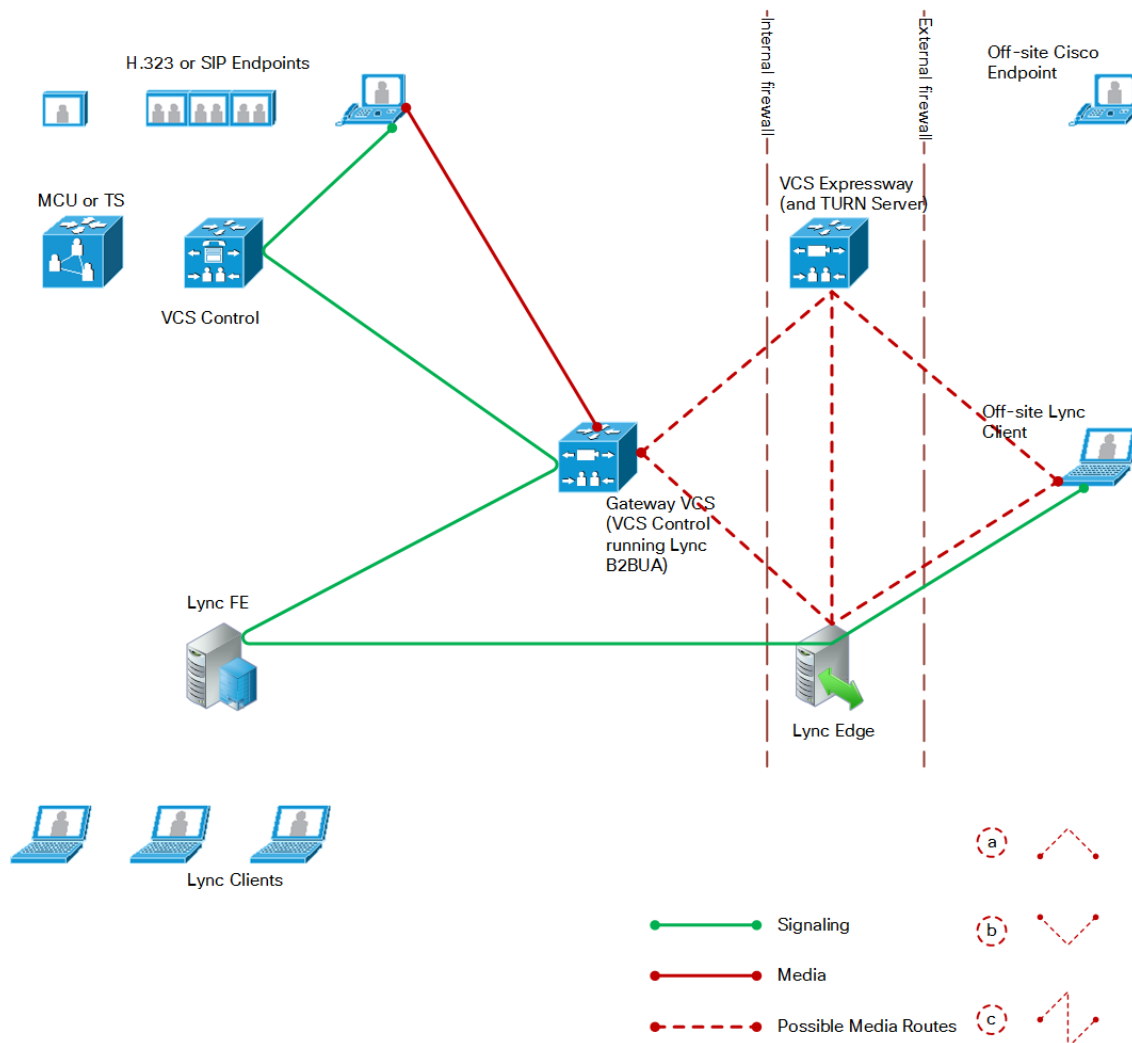 H.323 or SIP Endpoints
Internal firewall
External firewall
Off-site Cisco
Endpoint
MCU or TS
VCS Control
VCS Expressway
(and TURN Server)
Off-site Lync
Client
Gateway VCS
(VCS Control
running Lync
B2BUA)
Lync FE
Lync Edge
Lync Clients
a
b
c
Signaling
Media
Possible Media Routes